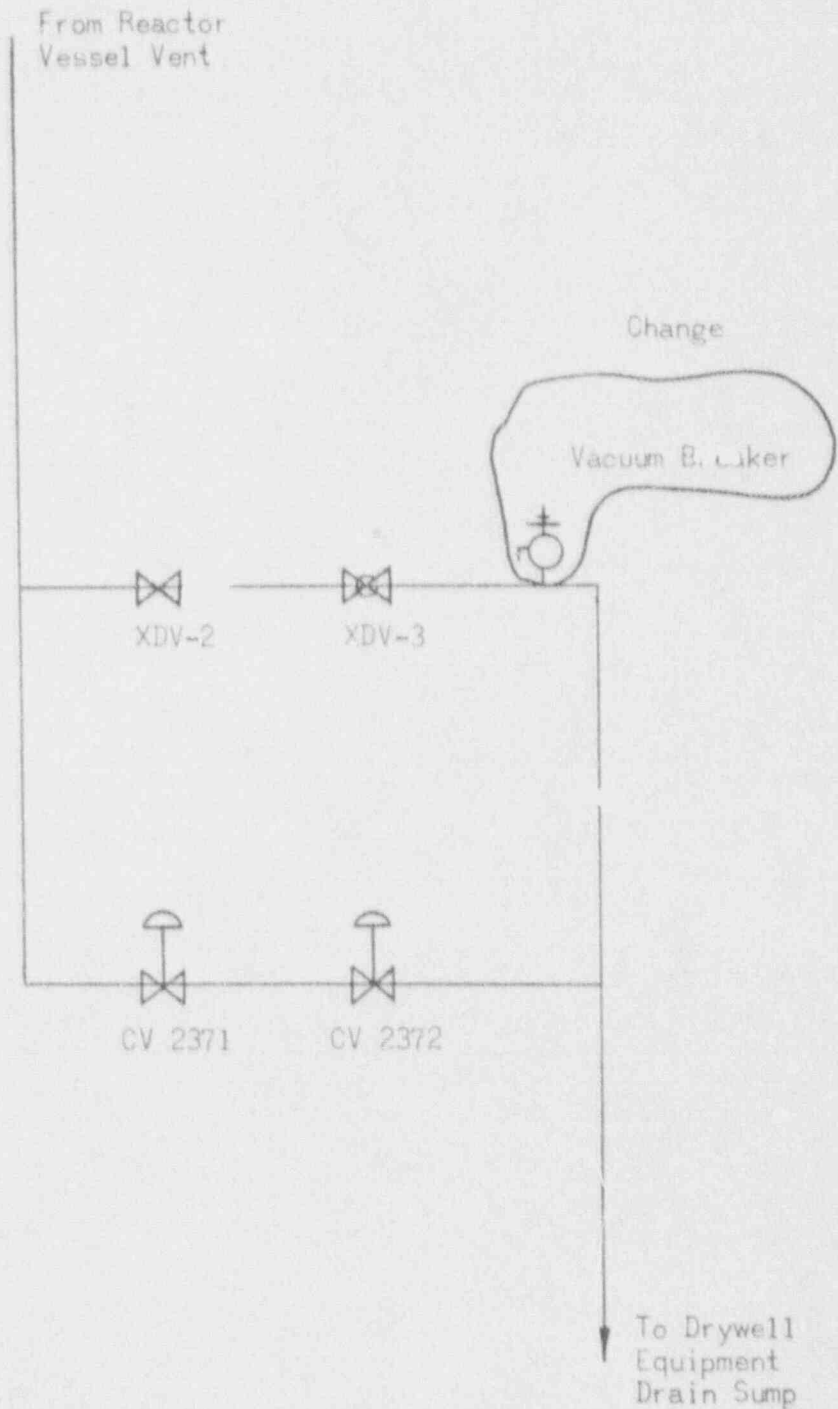 From Reactor
Vessel Vent
Change
Vacuum
XDV-2
XDV-3
CV 2371
CV 2372
To Drywell
Equipment
Drain Sump